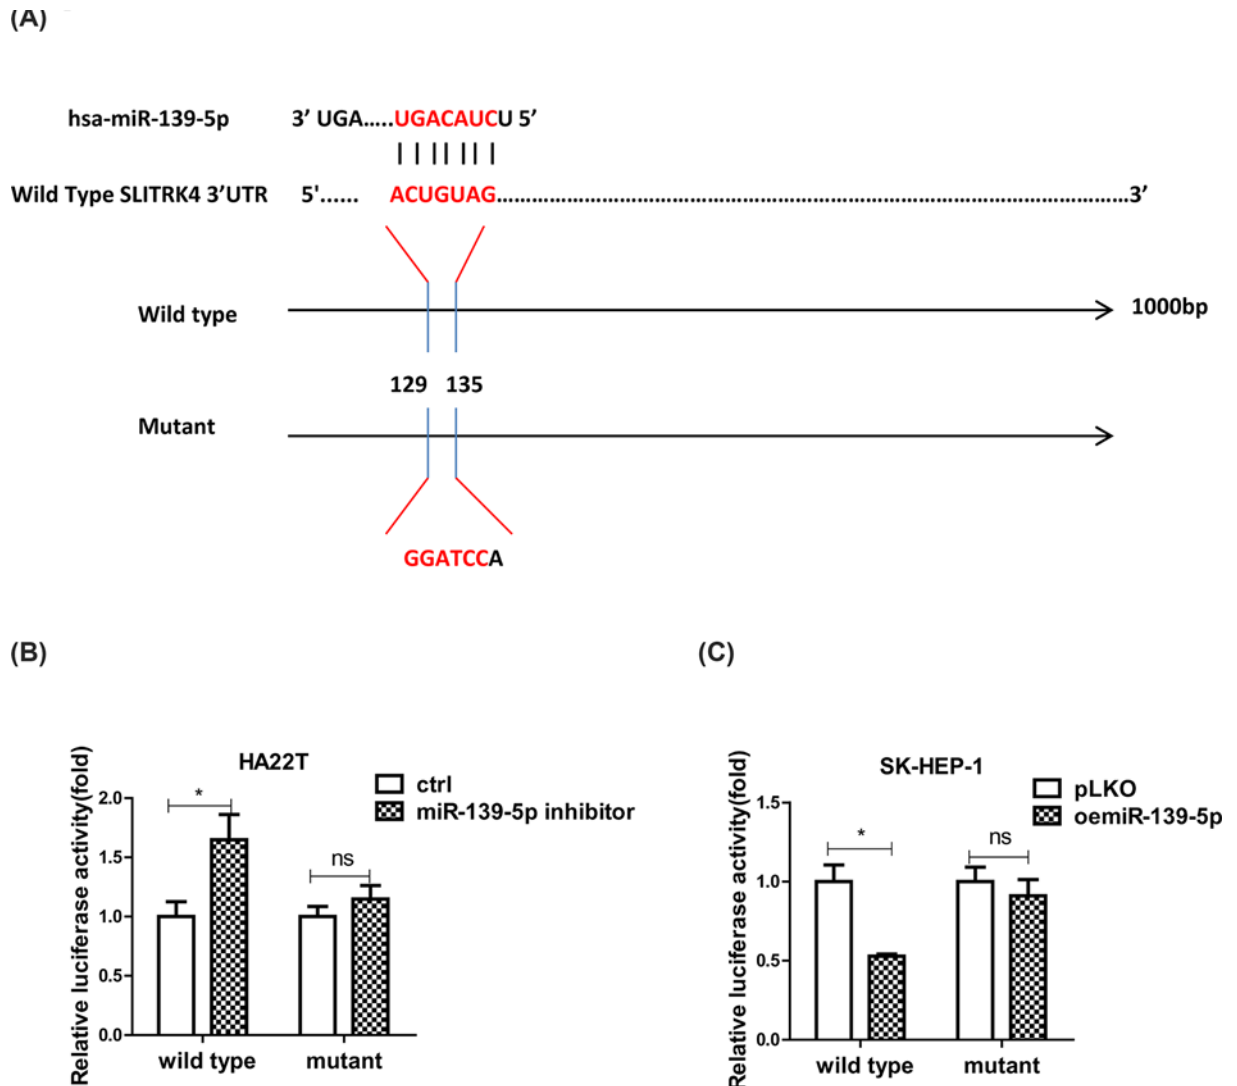 (A)
hsa-miR-139-5p 3’ UGA.....UGACAUCU 5’
Wild Type SLITRK4 3’UTR 5'...... ACUGUAG..........................................................................................................3’
Wild type 1000bp
129 135
Mutant
GGATCCA
(B)
HA22T
ctrl
miR-139-5p inhibitor
Relative luciferase activity(fold)
2.0
1.5
1.0
0.5
0.0
*
ns
wild type mutant
(C)
SK-HEP-1
pLKO
oemiR-139-5p
Relative luciferase activity(fold)
1.5
1.0
0.5
0.0
*
ns
wild type mutant